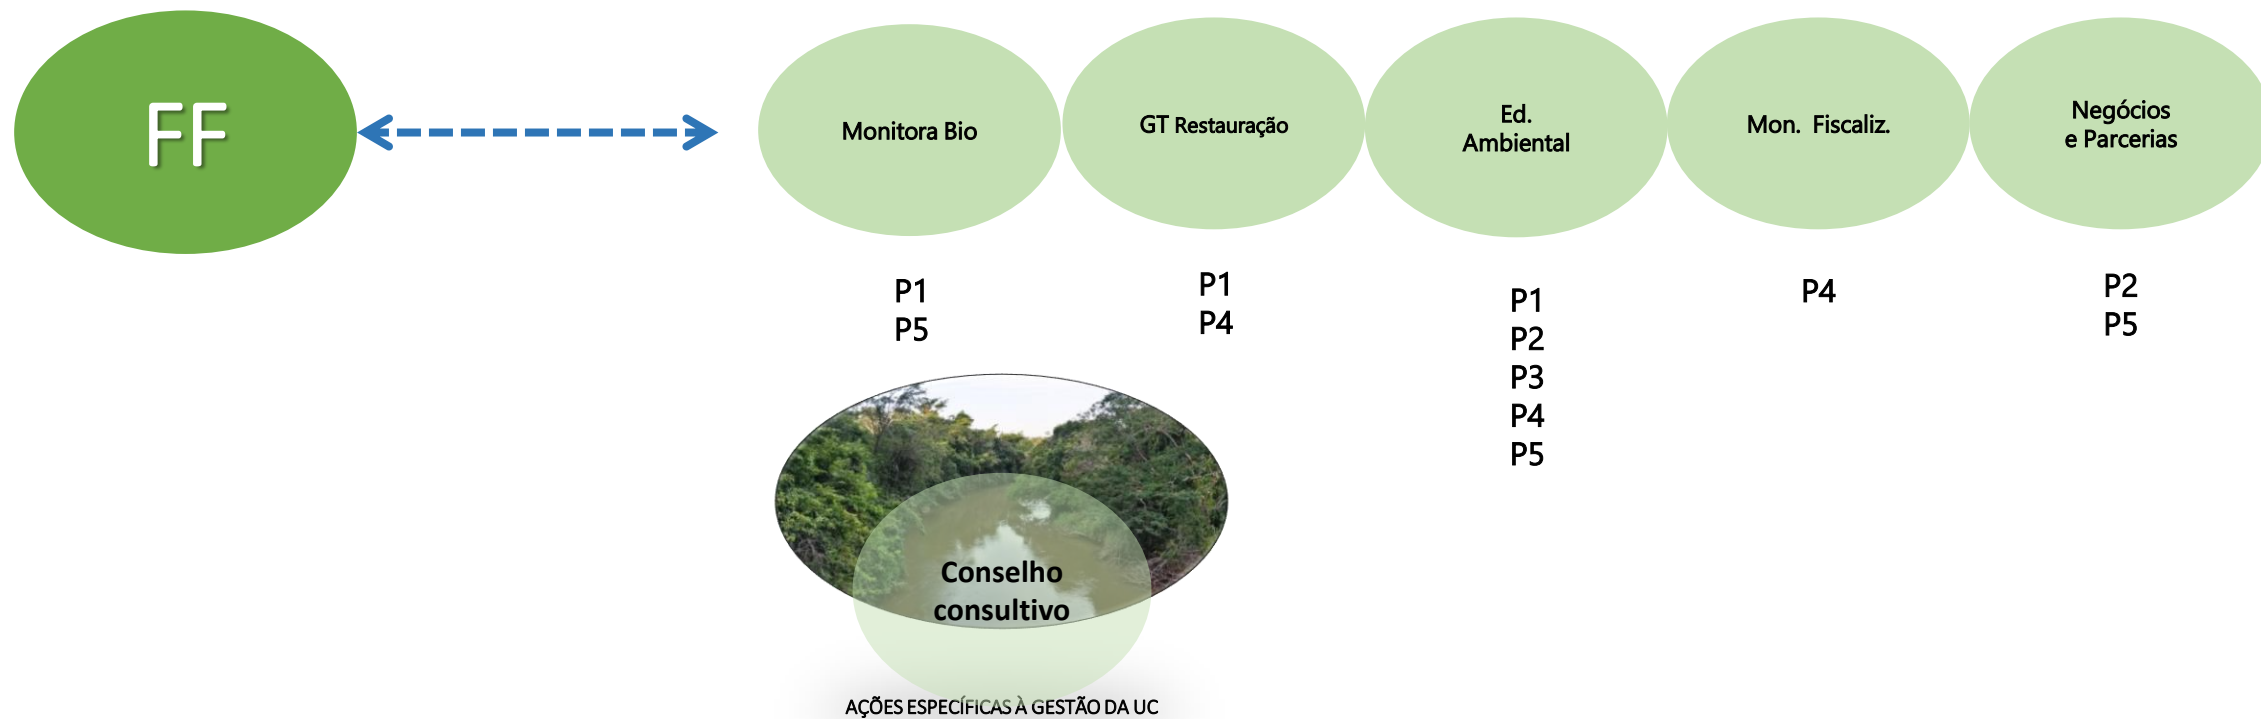 FF
Monitora Bio
GT Restauração
Ed.
Ambiental
Mon. Fiscaliz.
Negócios
e Parcerias
P1
P5
P1
P4
P1
P2
P3
P4
P5
P4
P2
P5
Conselho
consultivo
AÇÕES ESPECÍFICAS À GESTÃO DA UC